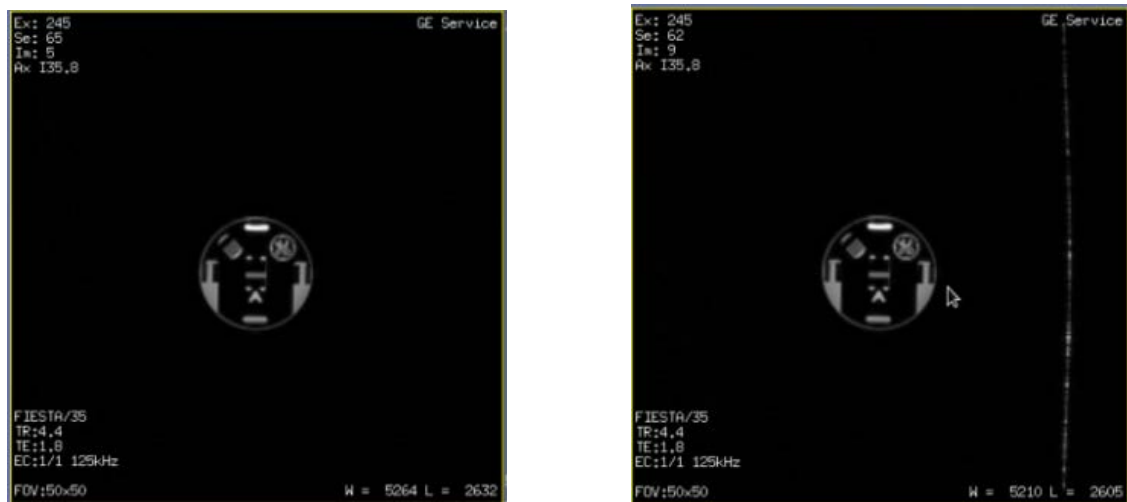 Ex: 245
GE Service
Se: 65
Im: 5
Ax I35.8
FIESTA/35
TR:4.4
TE:1.8
EC:1/1 125kHz
FOV:50x50
W = 5264 L = 2632
Ex: 245
GE Service
Se: 62
Im: 9
Ax I35.8
FIESTA/35
TR:4.4
TE:1.8
EC:1/1 125kHz
FOV:50x50
W = 5210 L = 2605